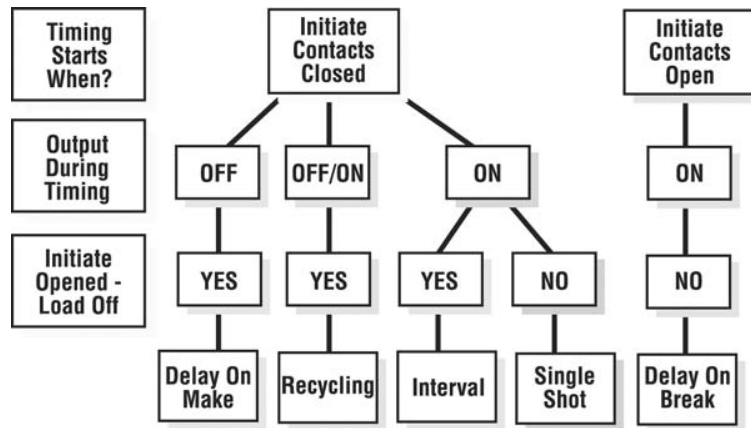 Timing
Starts
When?
Initiate
Contacts
Closed
Initiate
Contacts
Open
Output
During
Timing
OFF
OFF/ON
ON
ON
Initiate
Opened -
Load Off
YES
YES
YES
NO
NO
Delay On
Make
Recycling
Interval
Single
Shot
Delay On
Break